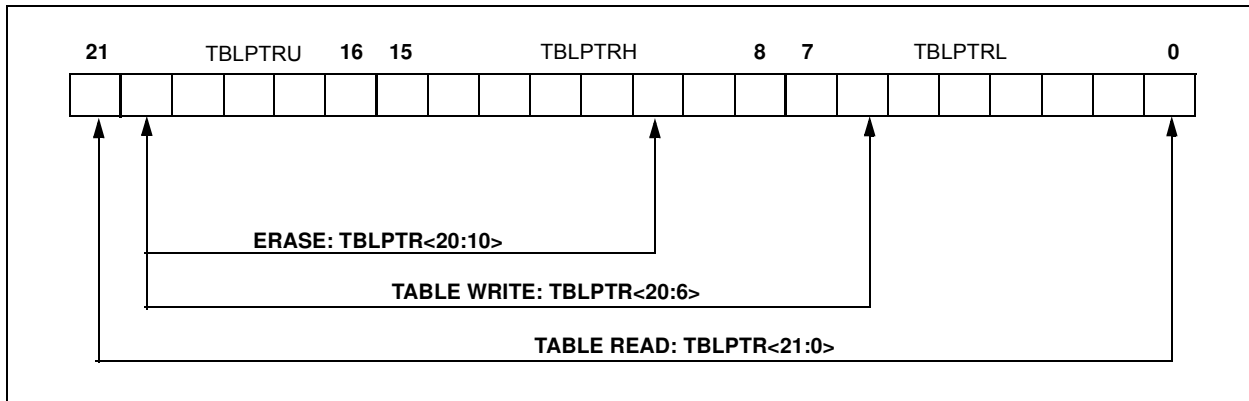 21 TBLPTRU 16 15 TBLPTRH 8 7 TBLPTRL 0
ERASE: TBLPTR<20:10>
TABLE WRITE: TBLPTR<20:6>
TABLE READ: TBLPTR<21:0>